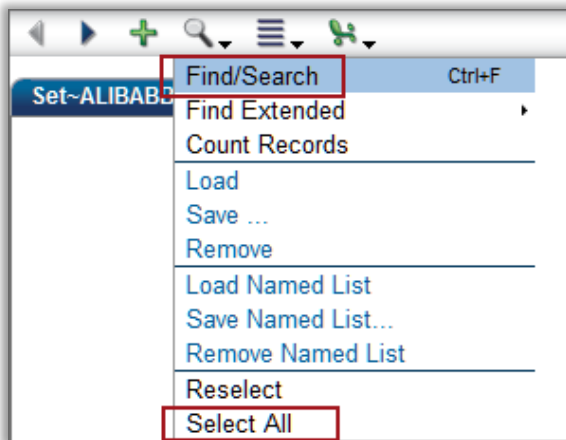 Find/Search Ctrl+F
Set~ALIBABD
Find Extended
Count Records
Load
Save ...
Remove
Load Named List
Save Named List...
Remove Named List
Reselect
Select All